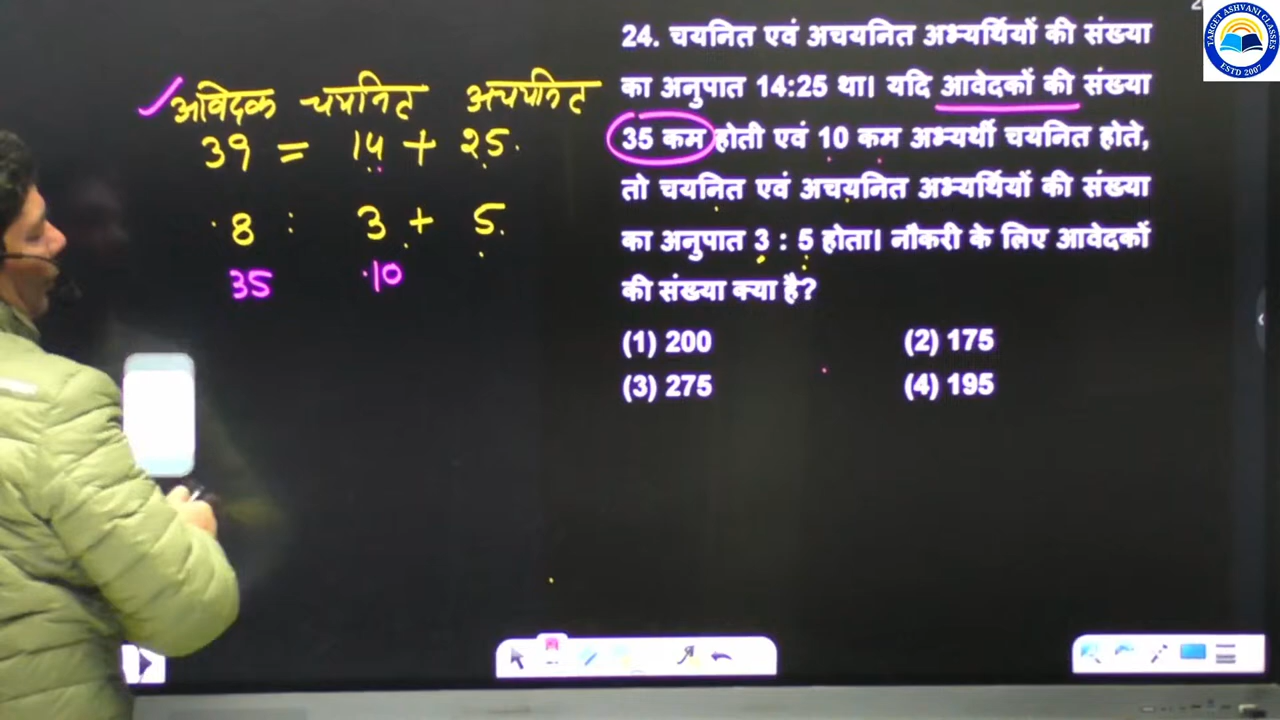 आवेदक चयनित अचयनित
39 = 14 + 25.
8 : 3 + 5.
35 10
24. चयनित एवं अचयनित अभ्यर्थियों की संख्या
का अनुपात 14:25 था। यदि आवेदकों की संख्या
35 कम होती एवं 10 कम अभ्यर्थी चयनित होते,
तो चयनित एवं अचयनित अभ्यर्थियों की संख्या
का अनुपात 3 : 5 होता। नौकरी के लिए आवेदकों
की संख्या क्या है?
(1) 200 (2) 175
(3) 275 (4) 195
TARGET ASHVANI CLASSES
ESTD 2007